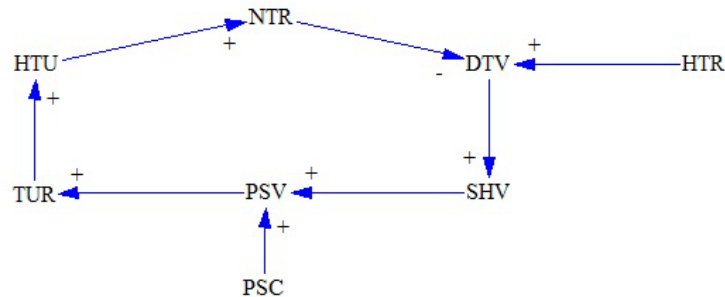 NTR
+
HTU
DTV
+
HTR
-
+
+
+
+
TUR
PSV
SHV
+
PSC